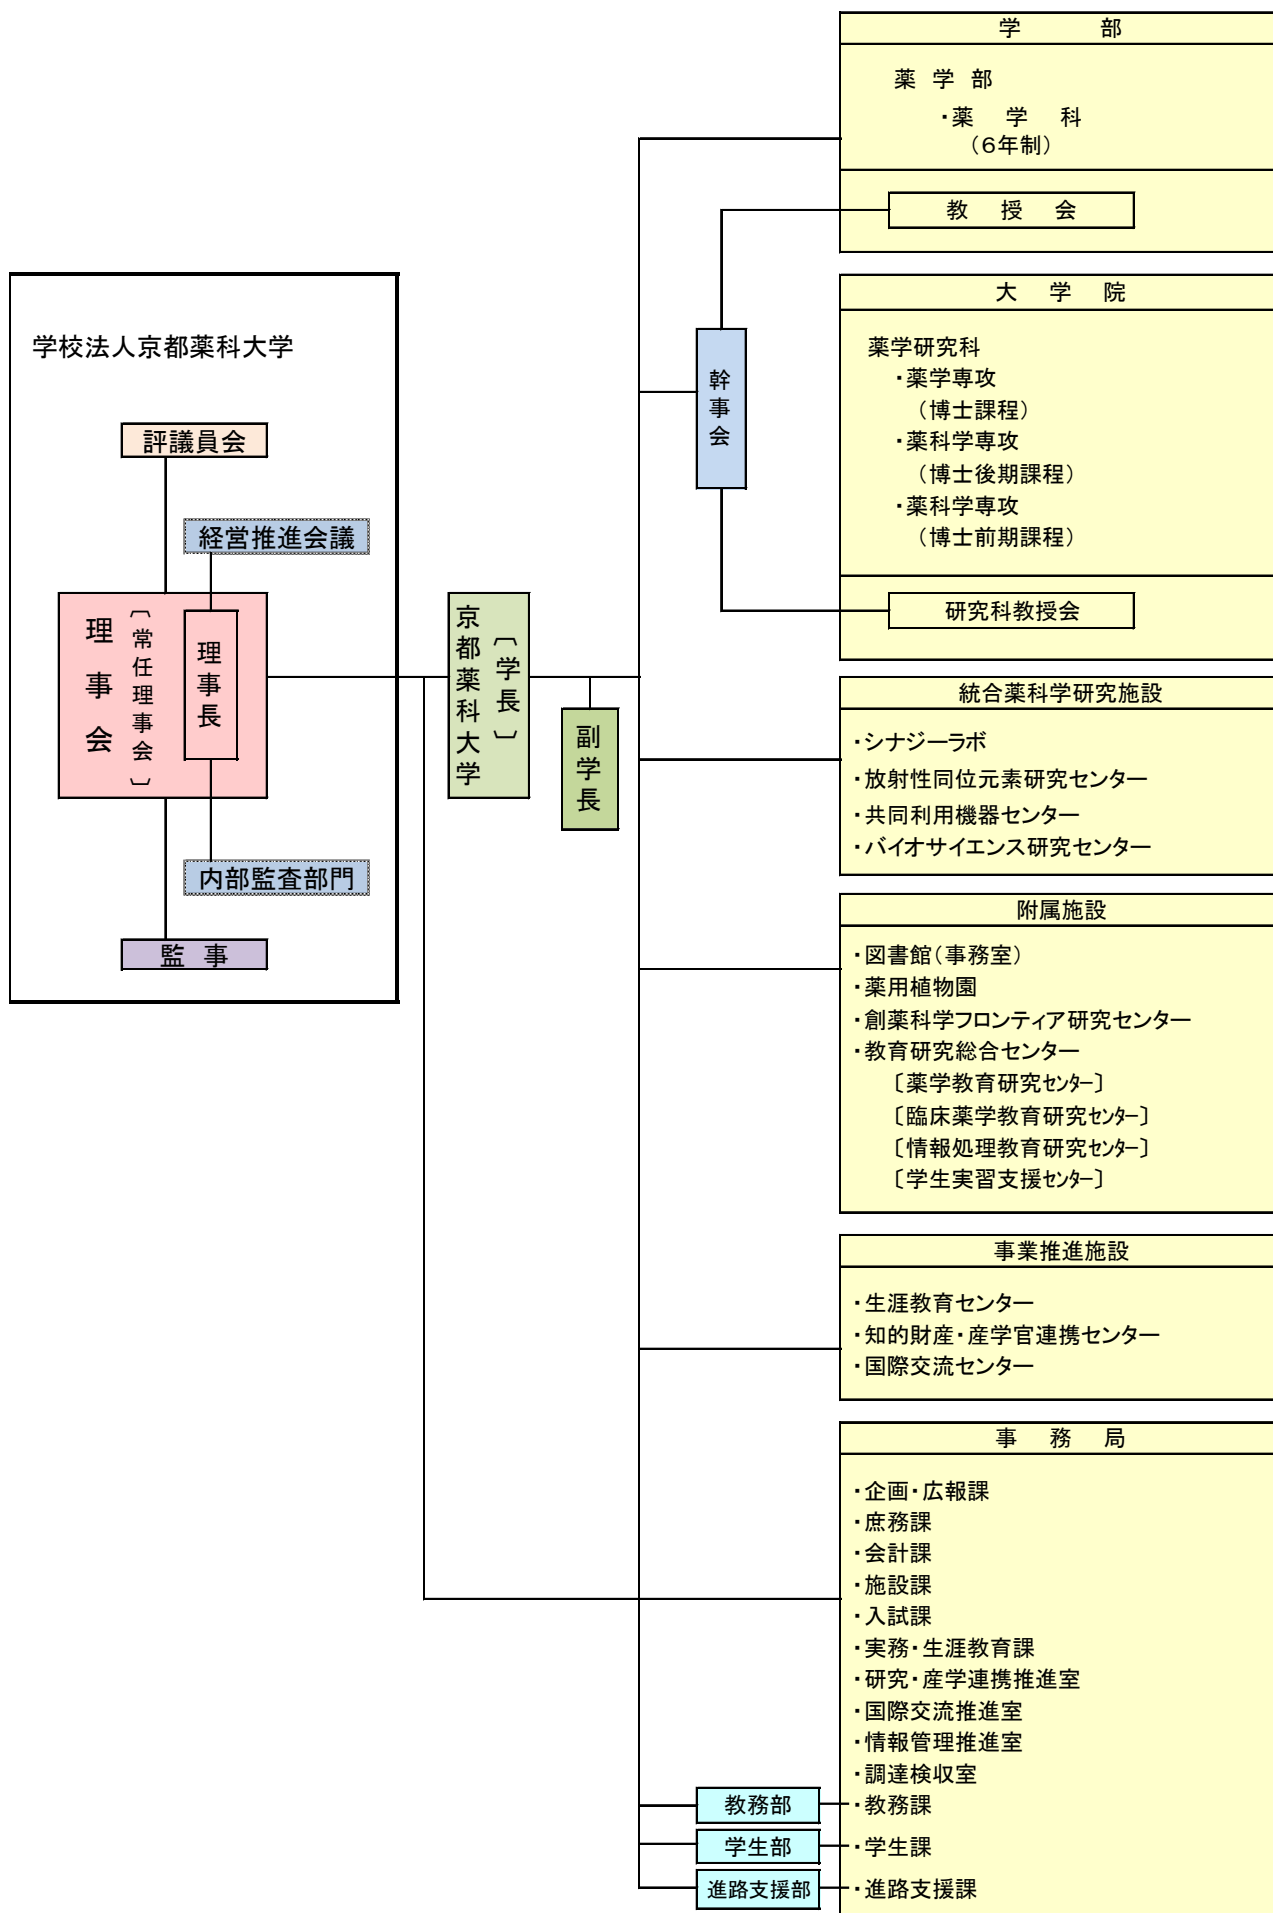 学校法人京都薬科大学
評議員会
経営推進会議
理事会
〔常任理事会〕
理事長
内部監査部門
監 事
京都薬科大学
〔学長〕
副学長
幹事会
学 部
薬 学 部
・薬 学 科
（６年制）
教 授 会
大 学 院
薬学研究科
・薬学専攻
（博士課程）
・薬科学専攻
（博士後期課程）
・薬科学専攻
（博士前期課程）
研究科教授会
統合薬科学研究施設
・シナジーラボ
・放射性同位元素研究センター
・共同利用機器センター
・バイオサイエンス研究センター
附属施設
・図書館（事務室）
・薬用植物園
・創薬科学フロンティア研究センター
・教育研究総合センター
〔薬学教育研究ｾﾝﾀｰ〕
〔臨床薬学教育研究ｾﾝﾀｰ〕
〔情報処理教育研究ｾﾝﾀｰ〕
〔学生実習支援ｾﾝﾀｰ〕
事業推進施設
・生涯教育センター
・知的財産・産学官連携センター
・国際交流センター
事 務 局
・企画・広報課
・庶務課
・会計課
・施設課
・入試課
・実務・生涯教育課
・研究・産学連携推進室
・国際交流推進室
・情報管理推進室
・調達検収室
教務部 ・教務課
学生部 ・学生課
進路支援部 ・進路支援課